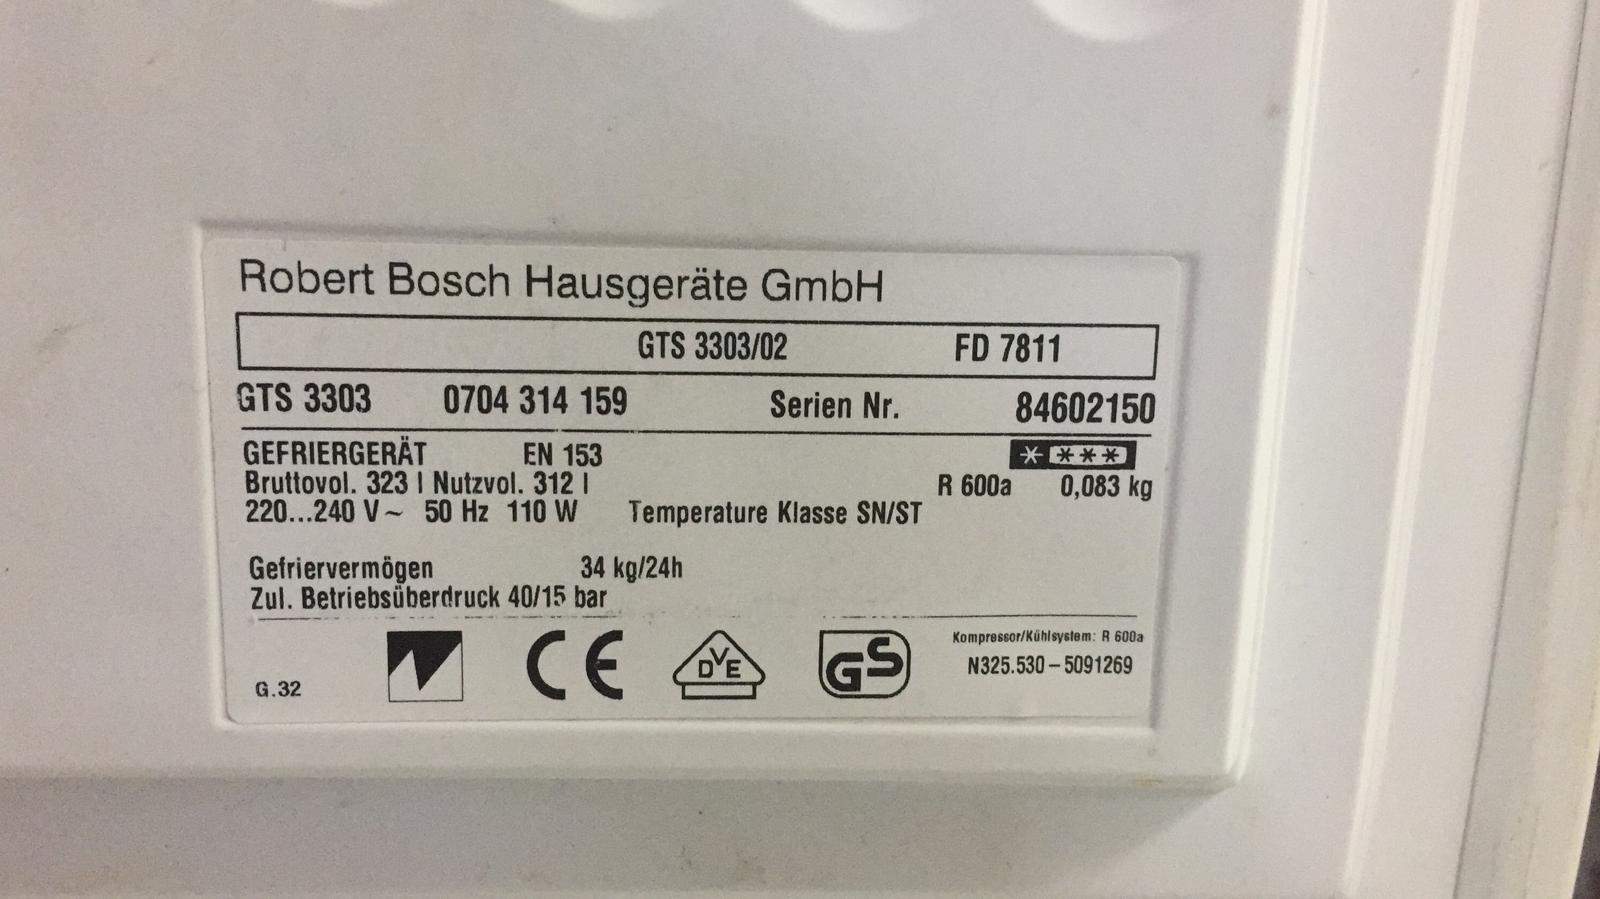 Robert Bosch Hausgeräte GmbH
GTS 3303/02 FD 7811
GTS 3303 0704 314 159 Serien Nr. 84602150
GEFRIERGERÄT EN 153 * ***
Bruttovol. 323 l Nutzvol. 312 l R 600a 0,083 kg
220...240 V~ 50 Hz 110 W Temperature Klasse SN/ST
Gefriervermögen 34 kg/24h
Zul. Betriebsüberdruck 40/15 bar
Kompressor/Kühlsystem: R 600a
G.32 CE DVE GS N325.530-5091269